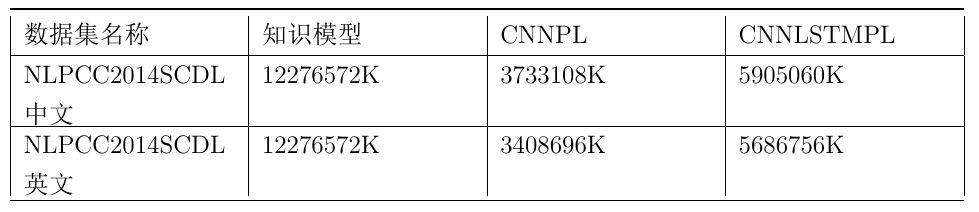 数据集名称 知识模型 CNNPL CNNLSTMPL
NLPCC2014SCDL 12276572K 3733108K 5905060K
中文
NLPCC2014SCDL 12276572K 3408696K 5686756K
英文